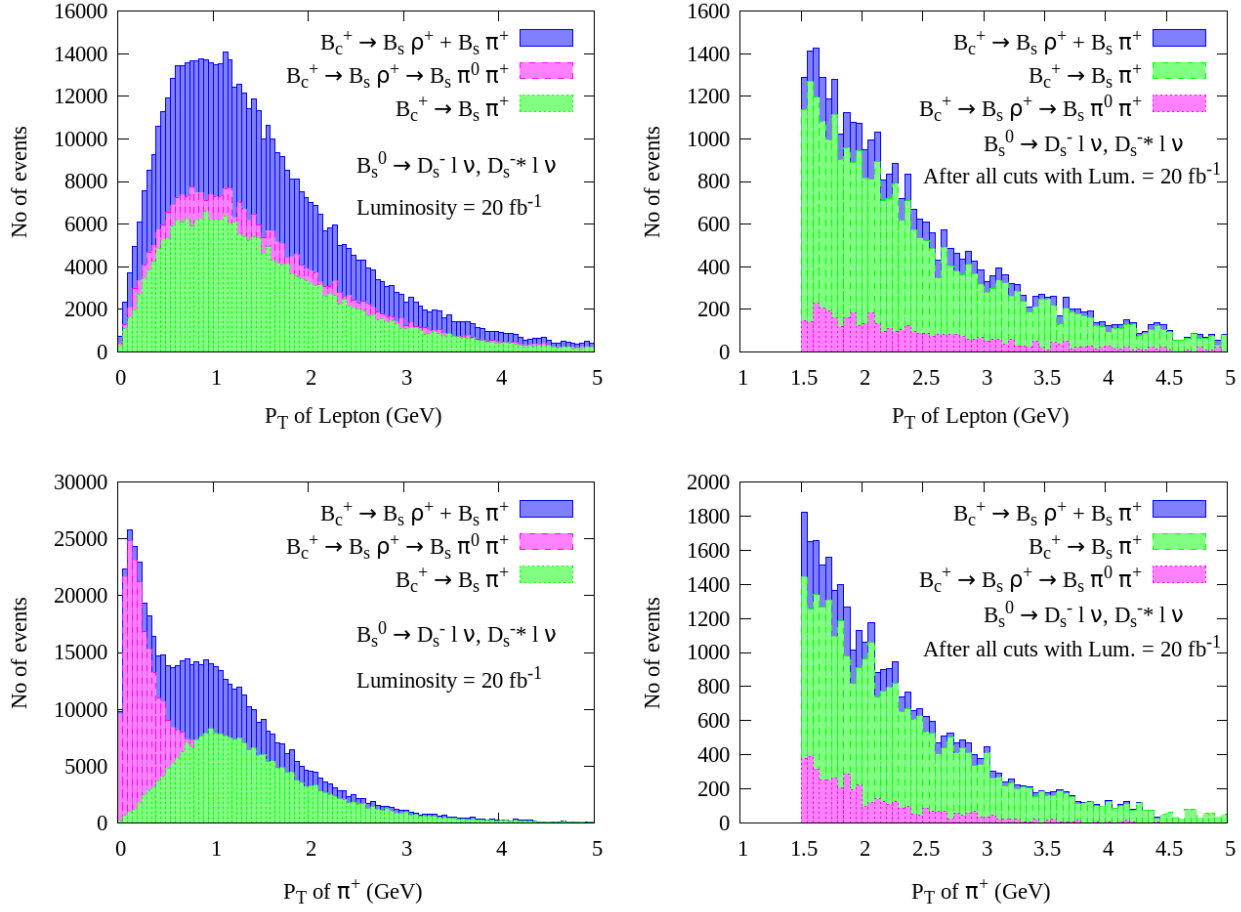 16000
14000
12000
10000
8000
6000
4000
2000
0
No of events
B_c^+ → B_s ρ^+ + B_s π^+
B_c^+ → B_s ρ^+ → B_s π^0 π^+
B_c^+ → B_s π^+
B_s^0 → D_s^- l ν, D_s^-* l ν
Luminosity = 20 fb^-1
0 1 2 3 4 5
P_T of Lepton (GeV)
1600
1400
1200
1000
800
600
400
200
0
No of events
B_c^+ → B_s ρ^+ + B_s π^+
B_c^+ → B_s π^+
B_c^+ → B_s ρ^+ → B_s π^0 π^+
B_s^0 → D_s^- l ν, D_s^-* l ν
After all cuts with Lum. = 20 fb^-1
1 1.5 2 2.5 3 3.5 4 4.5 5
P_T of Lepton (GeV)
30000
25000
20000
15000
10000
5000
0
No of events
B_c^+ → B_s ρ^+ + B_s π^+
B_c^+ → B_s ρ^+ → B_s π^0 π^+
B_c^+ → B_s π^+
B_s^0 → D_s^- l ν, D_s^-* l ν
Luminosity = 20 fb^-1
0 1 2 3 4 5
P_T of π^+ (GeV)
2000
1800
1600
1400
1200
1000
800
600
400
200
0
No of events
B_c^+ → B_s ρ^+ + B_s π^+
B_c^+ → B_s π^+
B_c^+ → B_s ρ^+ → B_s π^0 π^+
B_s^0 → D_s^- l ν, D_s^-* l ν
After all cuts with Lum. = 20 fb^-1
1 1.5 2 2.5 3 3.5 4 4.5 5
P_T of π^+ (GeV)